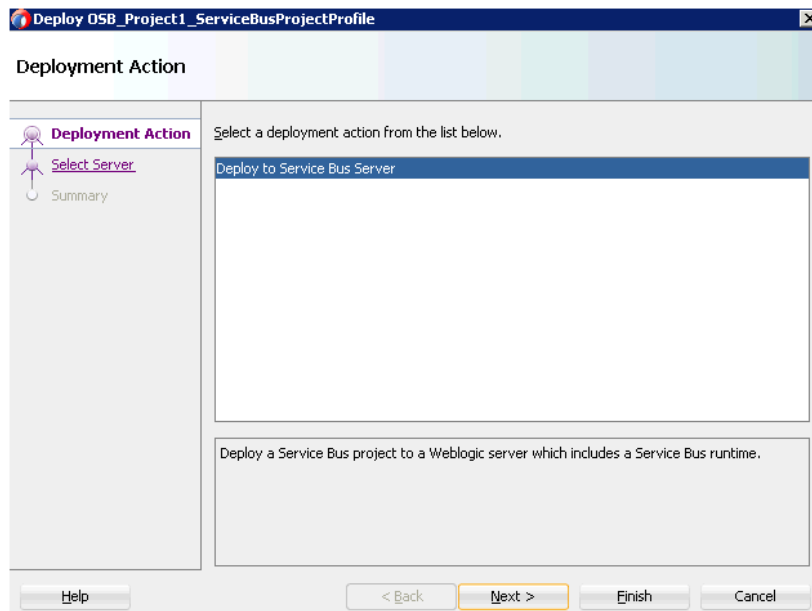 Deploy OSB_Project1_ServiceBusProjectProfile
Deployment Action
Deployment Action
Select Server
Summary
Select a deployment action from the list below.
Deploy to Service Bus Server
Deploy a Service Bus project to a Weblogic server which includes a Service Bus runtime.
Help
< Back
Next >
Finish
Cancel